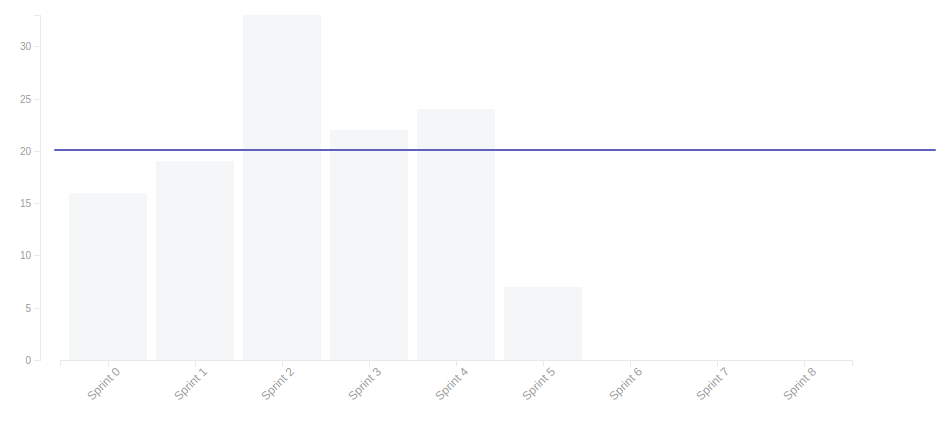 30
25
20
15
10
5
0
Sprint 0
Sprint 1
Sprint 2
Sprint 3
Sprint 4
Sprint 5
Sprint 6
Sprint 7
Sprint 8